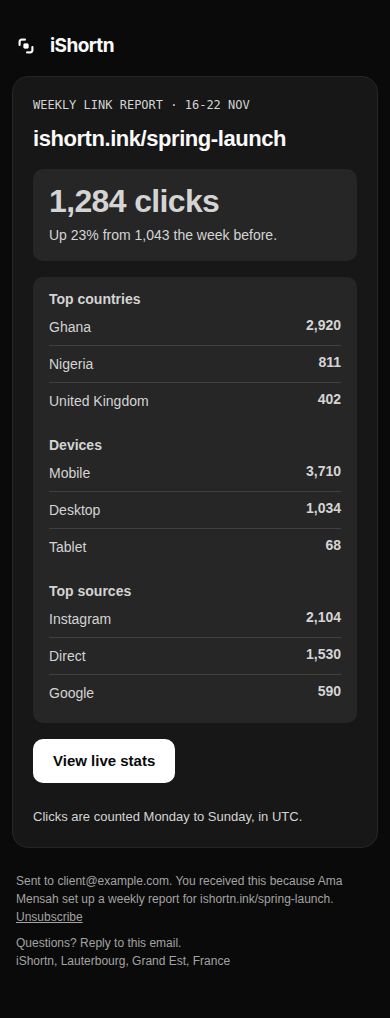 iShortn
WEEKLY LINK REPORT · 16-22 NOV
ishortn.ink/spring-launch
1,284 clicks
Up 23% from 1,043 the week before.
Top countries
Ghana 2,920
Nigeria 811
United Kingdom 402
Devices
Mobile 3,710
Desktop 1,034
Tablet 68
Top sources
Instagram 2,104
Direct 1,530
Google 590
View live stats
Clicks are counted Monday to Sunday, in UTC.
Sent to client@example.com. You received this because Ama
Mensah set up a weekly report for ishortn.ink/spring-launch.
Unsubscribe
Questions? Reply to this email.
iShortn, Lauterbourg, Grand Est, France